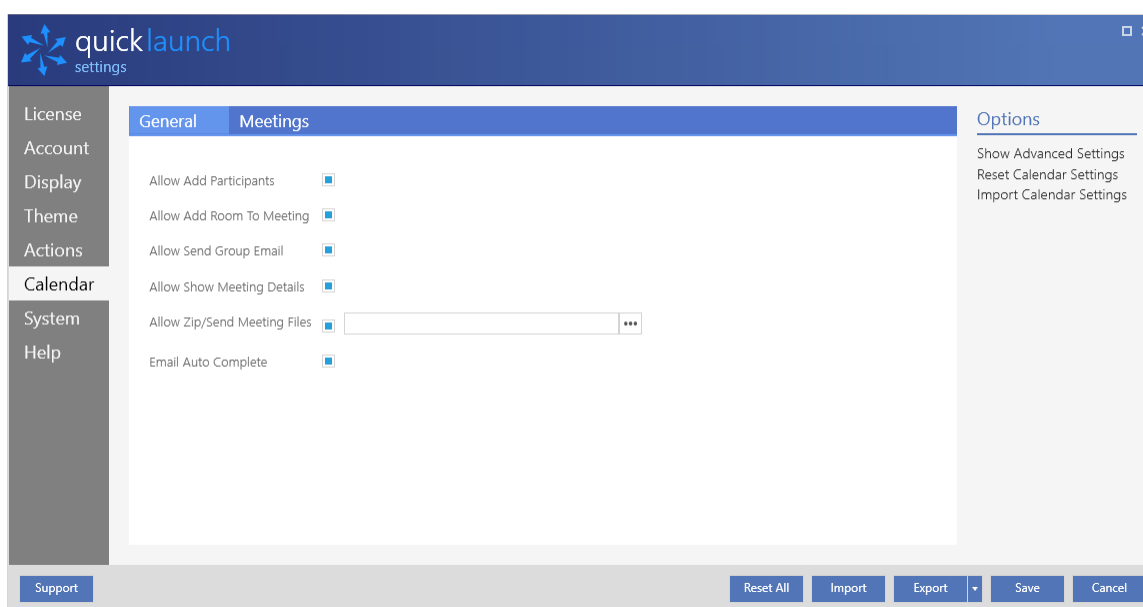 quicklaunch
settings
License
Account
Display
Theme
Actions
Calendar
System
Help
General
Meetings
Allow Add Participants
Allow Add Room To Meeting
Allow Send Group Email
Allow Show Meeting Details
Allow Zip/Send Meeting Files
Email Auto Complete
Options
Show Advanced Settings
Reset Calendar Settings
Import Calendar Settings
Support
Reset All
Import
Export
Save
Cancel